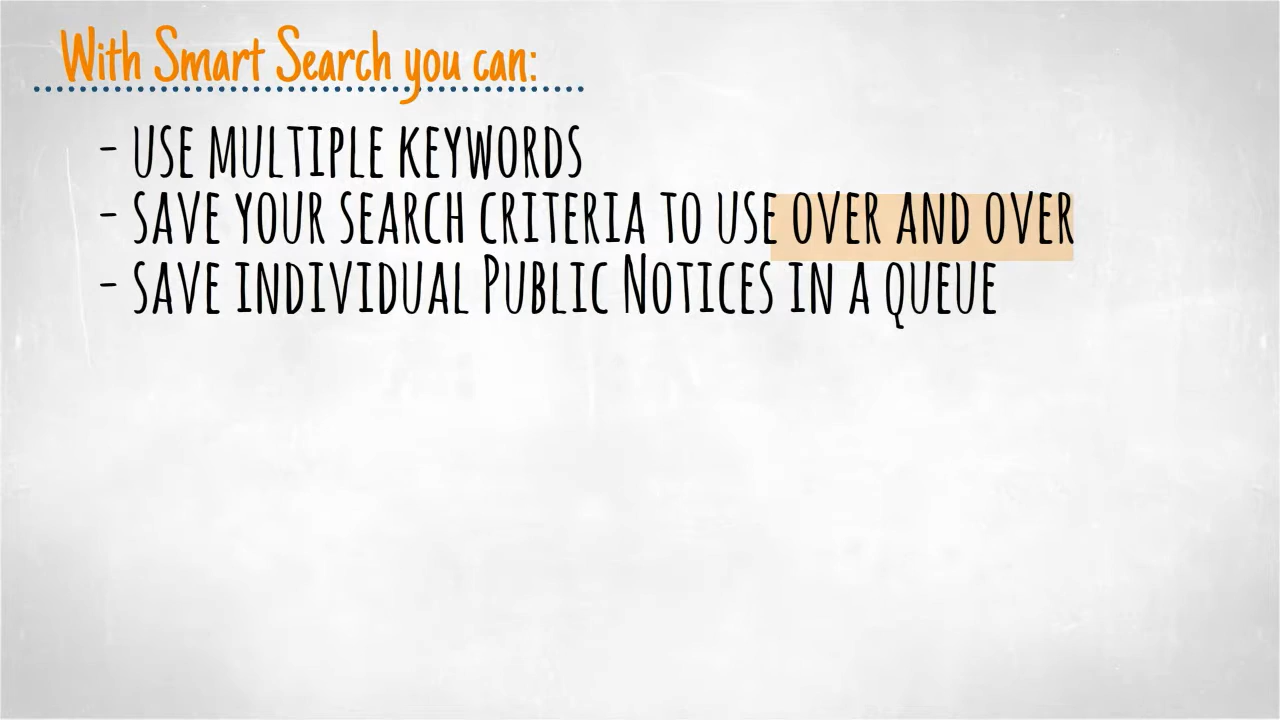 With Smart Search you can:
- USE MULTIPLE KEYWORDS
- SAVE YOUR SEARCH CRITERIA TO USE OVER AND OVER
- SAVE INDIVIDUAL PUBLIC NOTICES IN A QUEUE